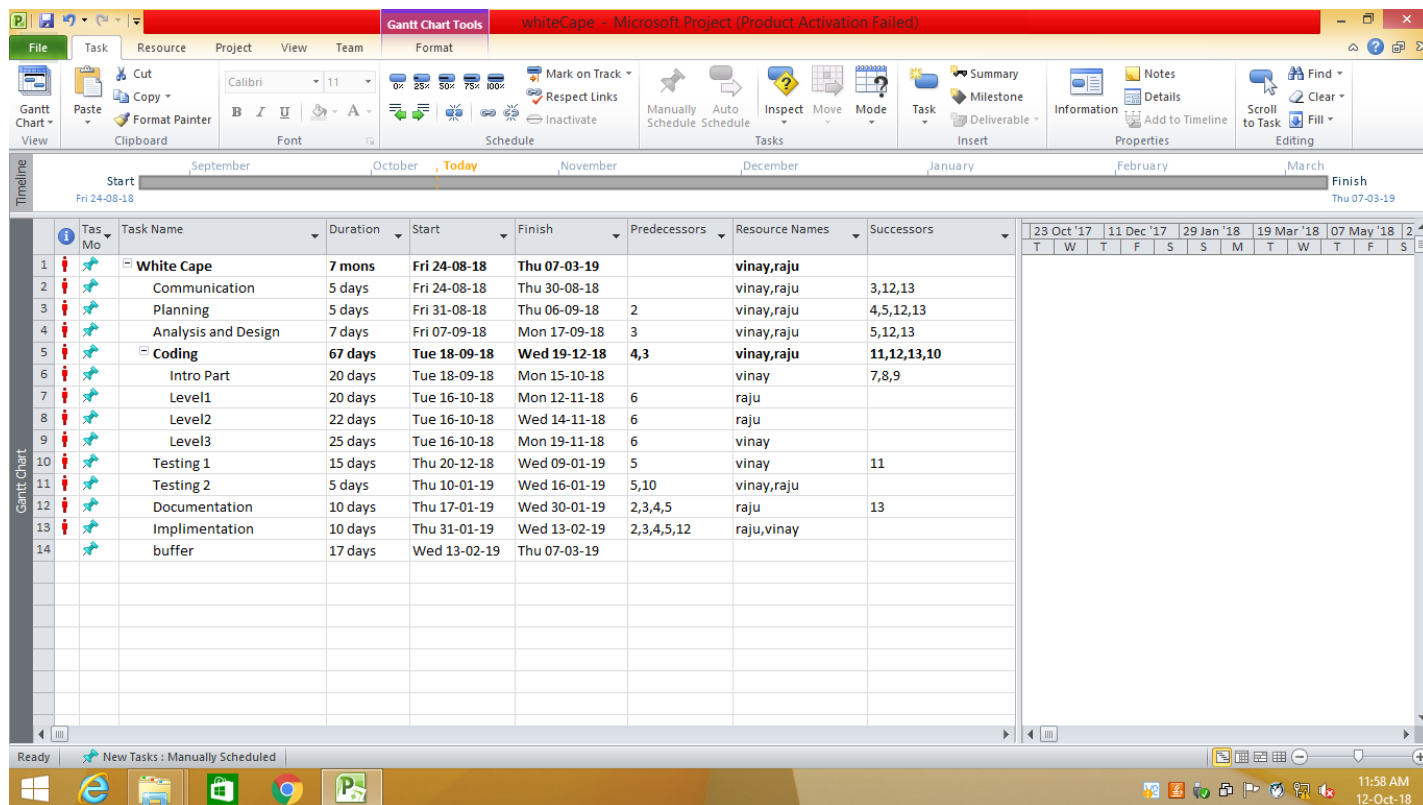 Gantt Chart Tools
whiteCape - Microsoft Project (Product Activation Failed)
File Task Resource Project View Team Format
Gantt Chart
View
Paste
Cut
Copy
Format Painter
Clipboard
Calibri 11
B I U A
Font
0% 25% 50% 75% 100%
Mark on Track
Respect Links
Inactivate
Schedule
Manually Schedule
Auto Schedule
Inspect
Move
Mode
Tasks
Task
Summary
Milestone
Deliverable
Insert
Information
Notes
Details
Add to Timeline
Properties
Scroll to Task
Find
Clear
Fill
Editing
Timeline
September October Today November December January February March
Start
Fri 24-08-18
Finish
Thu 07-03-19
Gantt Chart
Tas Mo Task Name Duration Start Finish Predecessors Resource Names Successors
1 White Cape 7 mons Fri 24-08-18 Thu 07-03-19 vinay,raju
2 Communication 5 days Fri 24-08-18 Thu 30-08-18 vinay,raju 3,12,13
3 Planning 5 days Fri 31-08-18 Thu 06-09-18 2 vinay,raju 4,5,12,13
4 Analysis and Design 7 days Fri 07-09-18 Mon 17-09-18 3 vinay,raju 5,12,13
5 Coding 67 days Tue 18-09-18 Wed 19-12-18 4,3 vinay,raju 11,12,13,10
6 Intro Part 20 days Tue 18-09-18 Mon 15-10-18 vinay 7,8,9
7 Level1 20 days Tue 16-10-18 Mon 12-11-18 6 raju
8 Level2 22 days Tue 16-10-18 Wed 14-11-18 6 raju
9 Level3 25 days Tue 16-10-18 Mon 19-11-18 6 vinay
10 Testing 1 15 days Thu 20-12-18 Wed 09-01-19 5 vinay 11
11 Testing 2 5 days Thu 10-01-19 Wed 16-01-19 5,10 vinay,raju
12 Documentation 10 days Thu 17-01-19 Wed 30-01-19 2,3,4,5 raju 13
13 Implimentation 10 days Thu 31-01-19 Wed 13-02-19 2,3,4,5,12 raju,vinay
14 buffer 17 days Wed 13-02-19 Thu 07-03-19
23 Oct '17 11 Dec '17 29 Jan '18 19 Mar '18 07 May '18 2
T W T F S S M T W T F S
Ready New Tasks : Manually Scheduled
11:58 AM
12-Oct-18